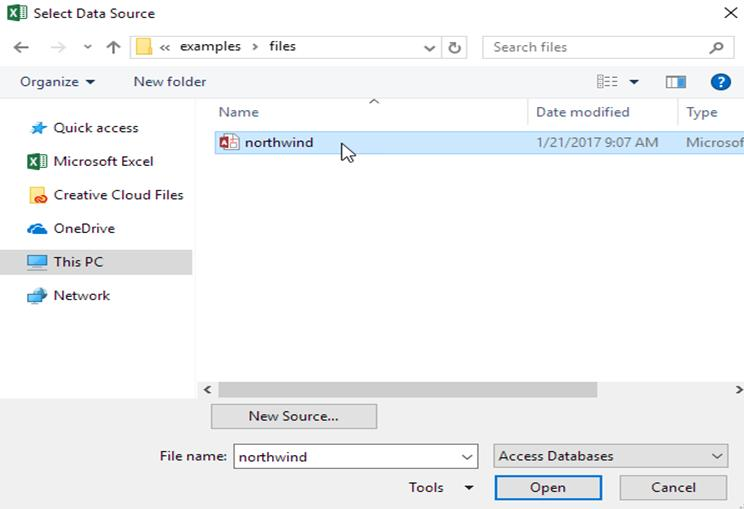 Select Data Source
« examples > files
Search files
Organize New folder
?
Name Date modified Type
northwind 1/21/2017 9:07 AM Microsof
Quick access
Microsoft Excel
Creative Cloud Files
OneDrive
This PC
Network
New Source...
File name: northwind Access Databases
Tools Open Cancel